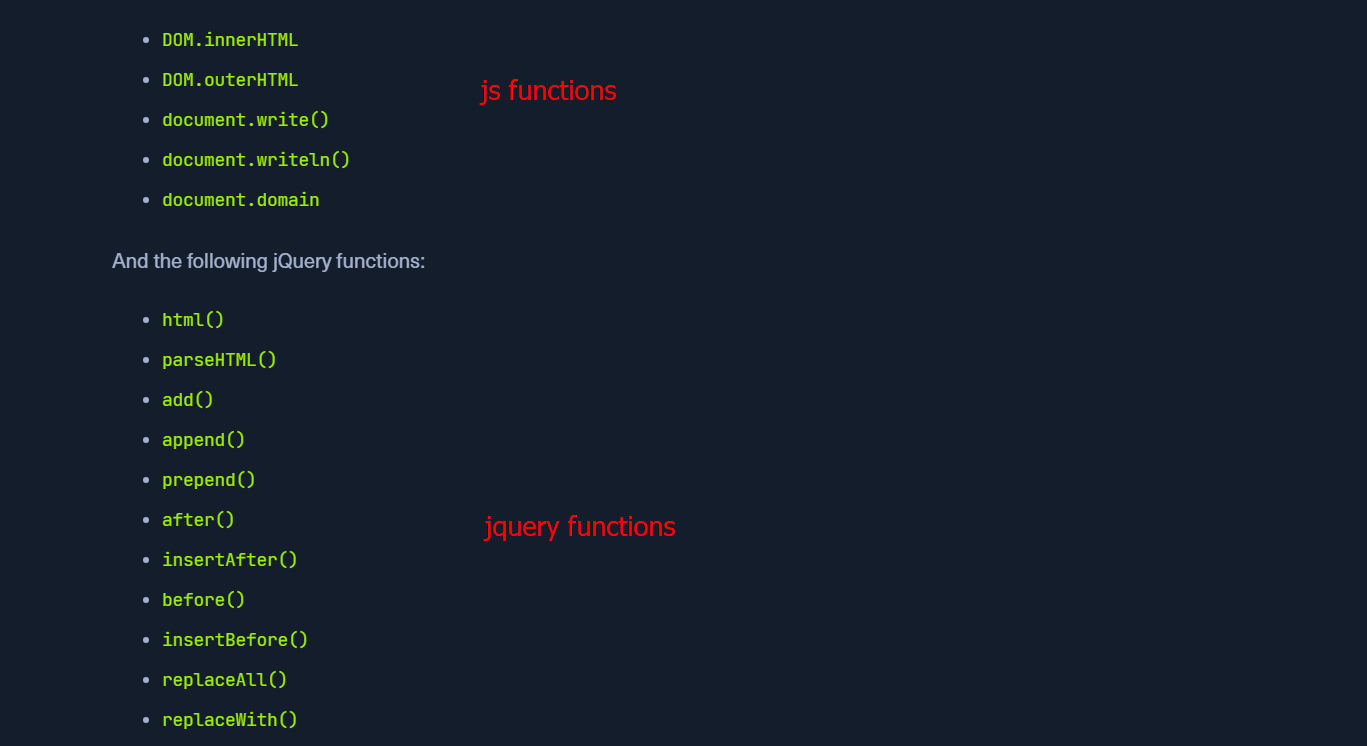 DOM.innerHTML
DOM.outerHTML
js functions
document.write()
document.writeln()
document.domain
And the following jQuery functions:
html()
parseHTML()
add()
append()
prepend()
after()
jquery functions
insertAfter()
before()
insertBefore()
replaceAll()
replaceWith()